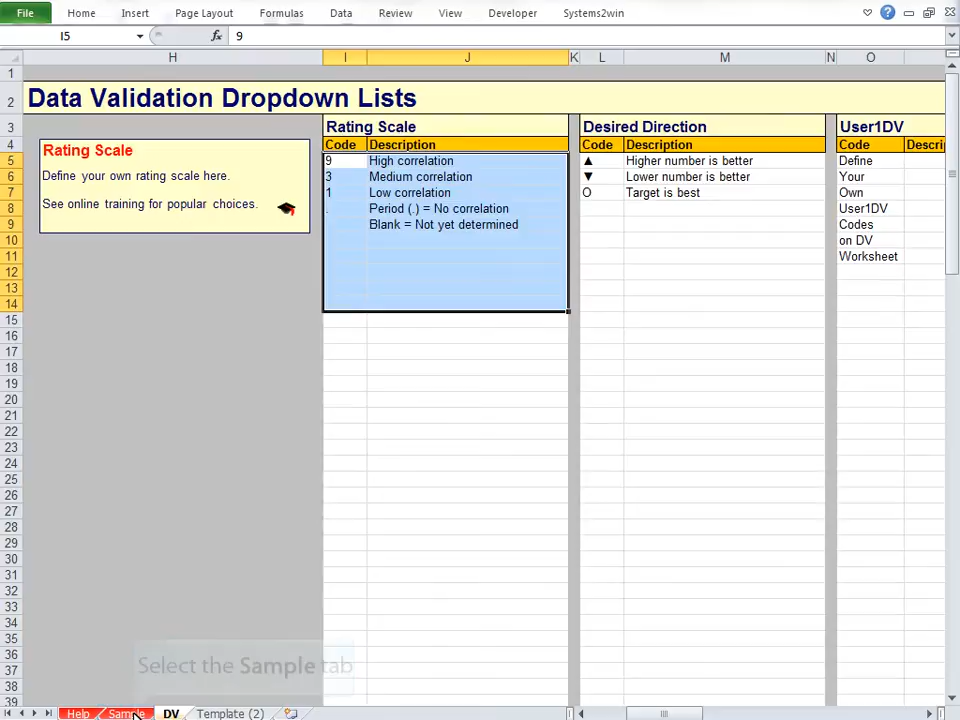 File Home Insert Page Layout Formulas Data Review View Developer Systems2win
I5 fx 9
H I J K L M N O
1
2 Data Validation Dropdown Lists
3 Rating Scale Desired Direction User1DV
4 Code Description Code Description Code Descri
Rating Scale
Define your own rating scale here.
See online training for popular choices.
5 9 High correlation ▲ Higher number is better Define
6 3 Medium correlation ▼ Lower number is better Your
7 1 Low correlation O Target is best Own
8 . Period (.) = No correlation User1DV
9 Blank = Not yet determined Codes
10 on DV
11 Worksheet
12
13
14
15
16
17
18
19
20
21
22
23
24
25
26
27
28
29
30
31
32
33
34
35
36
37
38
39
Select the Sample tab
Help Sample DV Template (2)